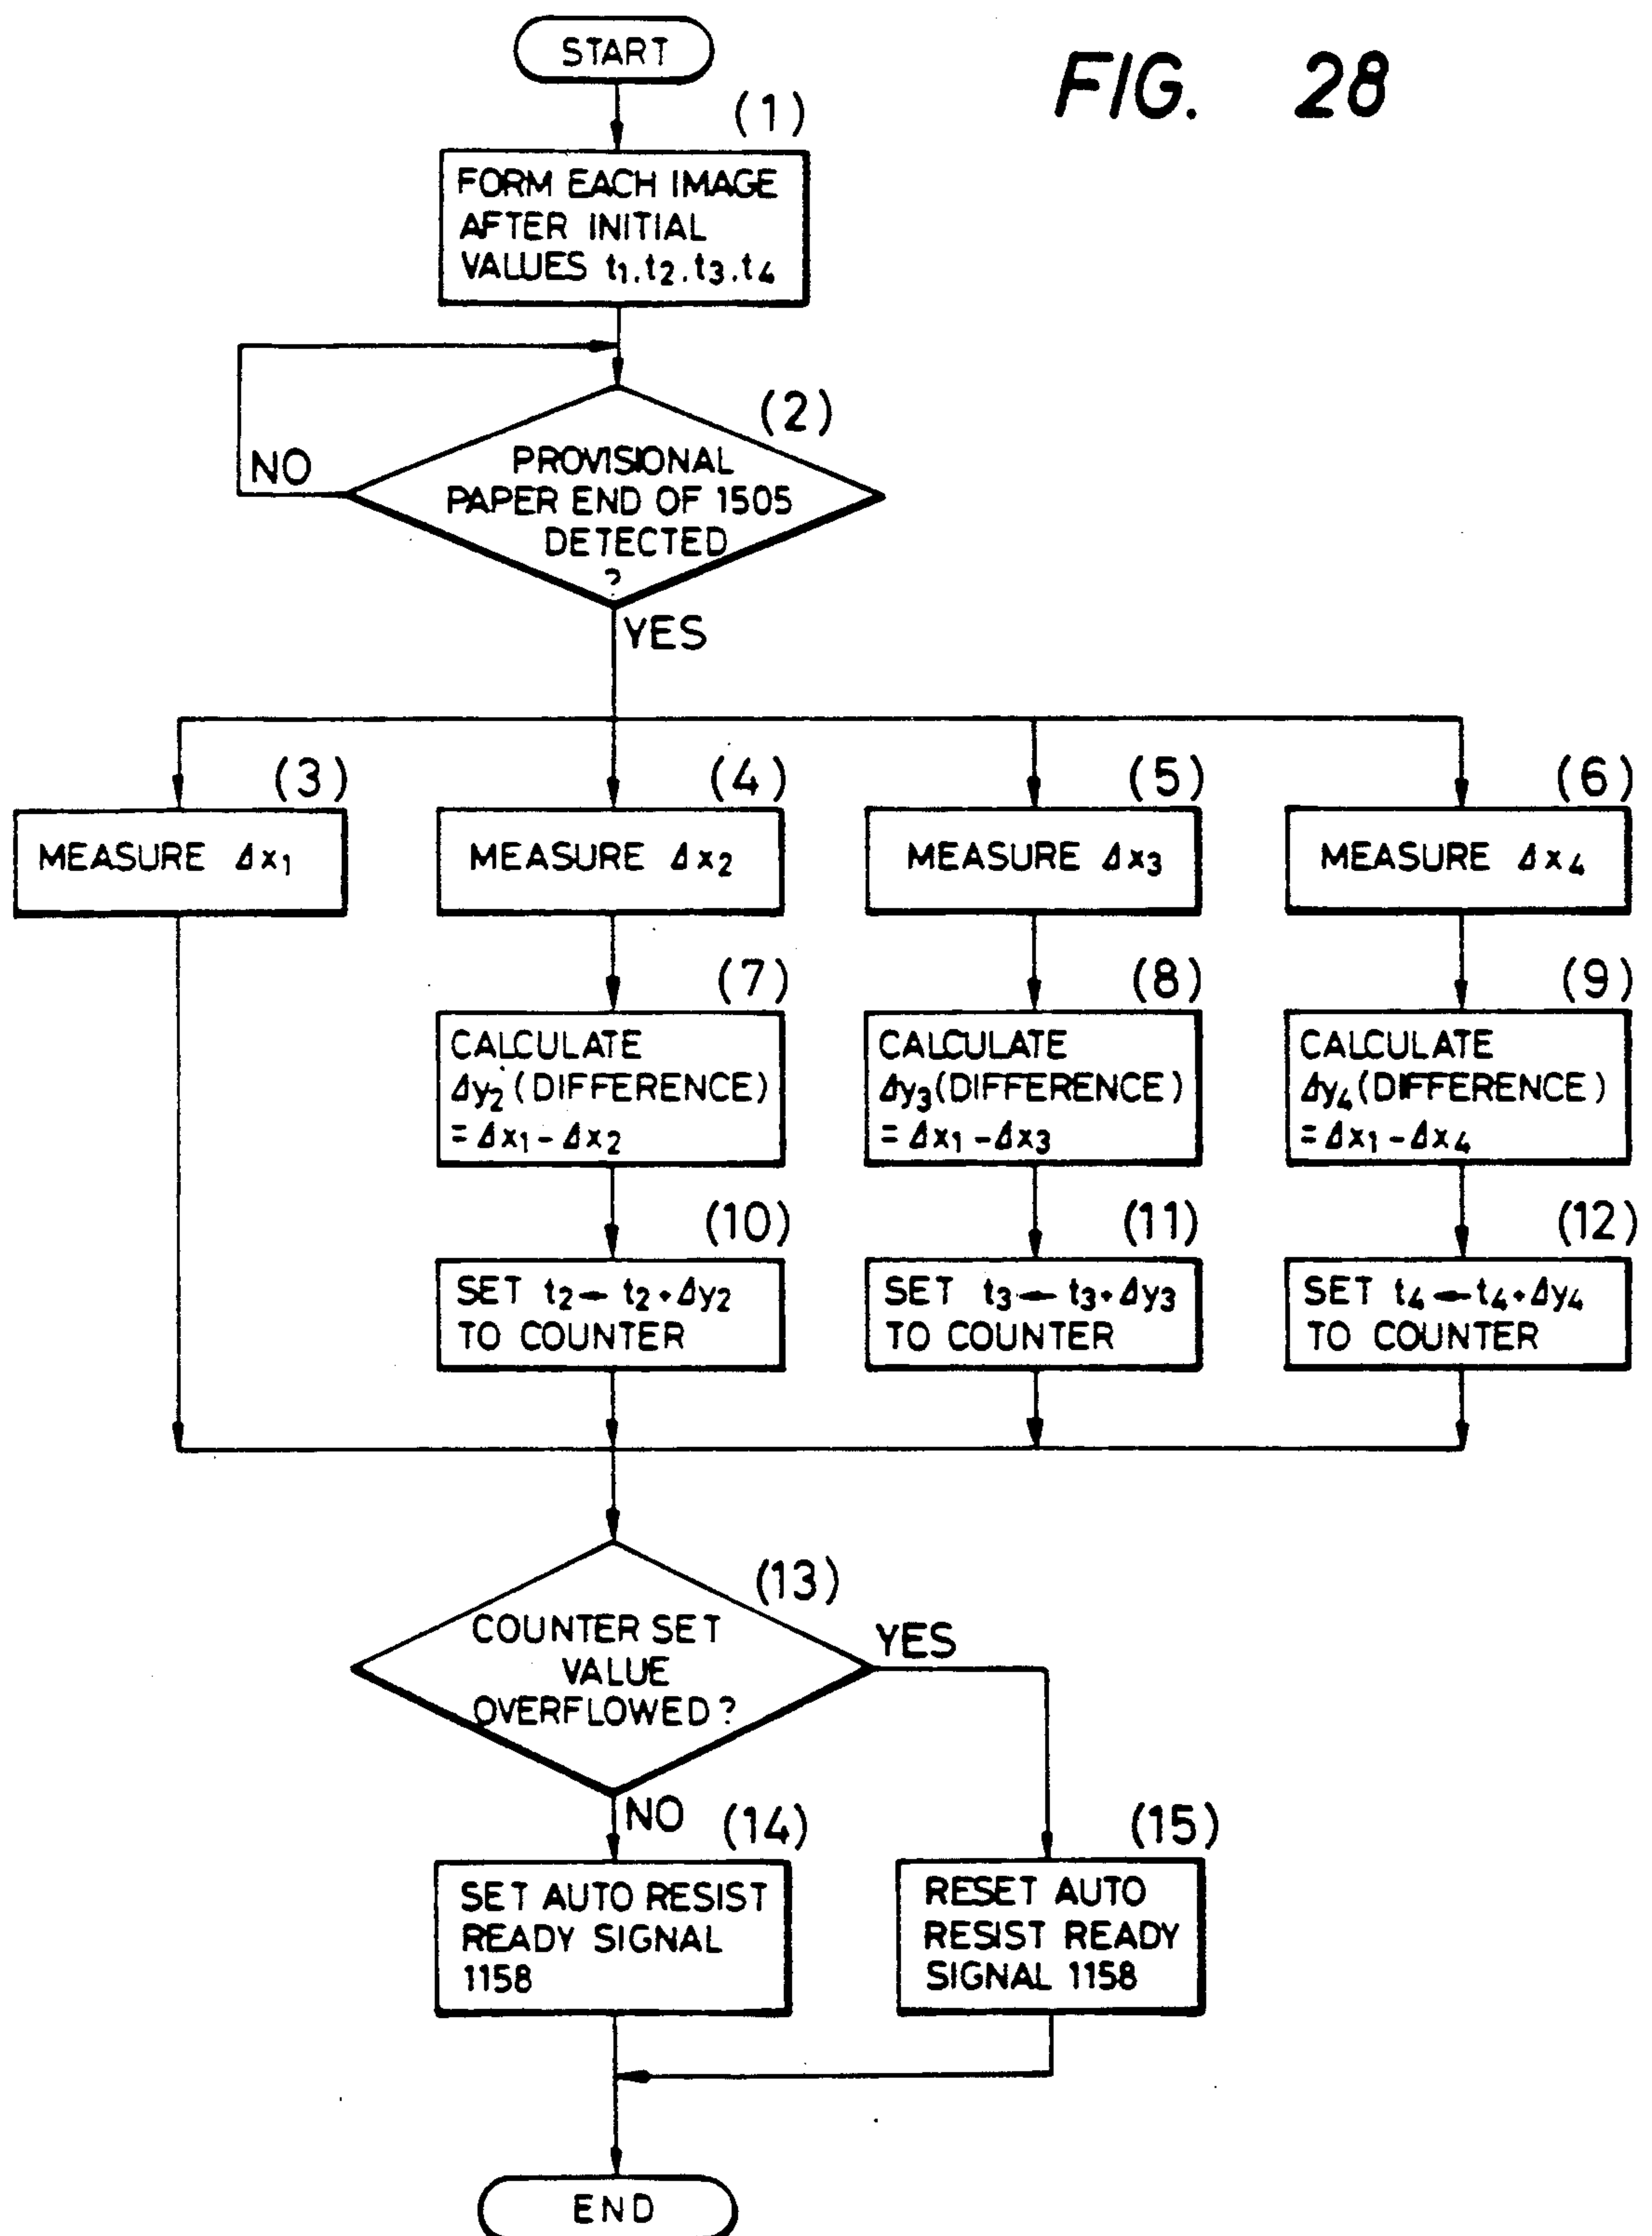 START
FIG. 28
(1)
FORM EACH IMAGE
AFTER INITIAL
VALUES t1.t2.t3.t4
(2)
NO
PROVISIONAL
PAPER END OF 1505
DETECTED
?
YES
(3)
MEASURE Δx1
(4)
MEASURE Δx2
(5)
MEASURE Δx3
(6)
MEASURE Δx4
(7)
CALCULATE
Δy2 (DIFFERENCE)
= Δx1 - Δx2
(8)
CALCULATE
Δy3 (DIFFERENCE)
= Δx1 - Δx3
(9)
CALCULATE
Δy4 (DIFFERENCE)
= Δx1 - Δx4
(10)
SET t2 ← t2 + Δy2
TO COUNTER
(11)
SET t3 ← t3 + Δy3
TO COUNTER
(12)
SET t4 ← t4 + Δy4
TO COUNTER
(13)
COUNTER SET
VALUE
OVERFLOWED ?
YES
NO
(14)
SET AUTO RESIST
READY SIGNAL
1158
(15)
RESET AUTO
RESIST READY
SIGNAL 1158
END